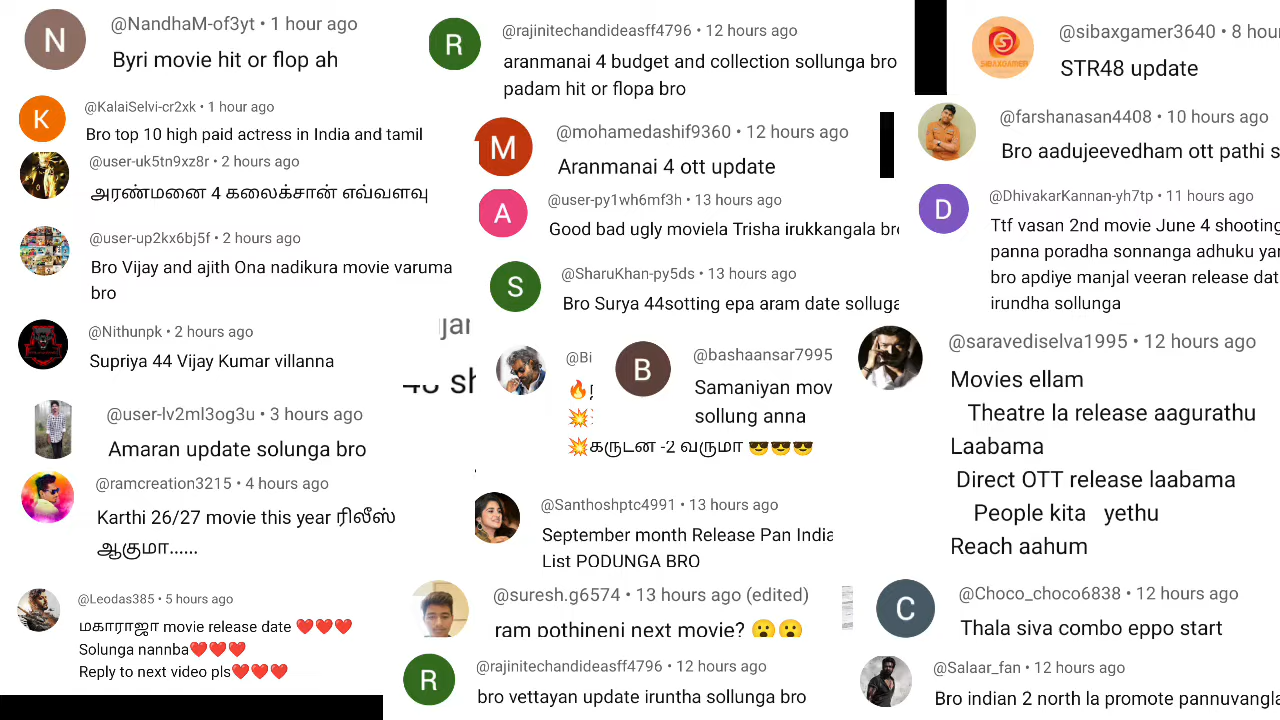 @NandhaM-of3yt • 1 hour ago
Byri movie hit or flop ah
@KalaiSelvi-cr2xk • 1 hour ago
Bro top 10 high paid actress in India and tamil
@user-uk5tn9xz8r • 2 hours ago
அரண்மனை 4 கலைக்சான் எவ்வளவு
@user-up2kx6bj5f • 2 hours ago
Bro Vijay and ajith Ona nadikura movie varuma
bro
@Nithunpk • 2 hours ago
Supriya 44 Vijay Kumar villanna
@user-lv2ml3og3u • 3 hours ago
Amaran update solunga bro
@ramcreation3215 • 4 hours ago
Karthi 26/27 movie this year ரிலீஸ்
ஆகுமா......
@Leodas385 • 5 hours ago
மகாராஜா movie release date ❤️❤️❤️
Solunga nannba❤️❤️❤️
Reply to next video pls❤️❤️❤️
@rajinitechandideasff4796 • 12 hours ago
aranmanai 4 budget and collection sollunga bro
padam hit or flopa bro
@mohamedashif9360 • 12 hours ago
Aranmanai 4 ott update
@user-py1wh6mf3h • 13 hours ago
Good bad ugly moviela Trisha irukkangala
@SharuKhan-py5ds • 13 hours ago
Bro Surya 44sotting epa aram date solluga
@Bi
@bashaansar7995
Samaniyan mov
sollung anna
💥கருடன் -2 வருமா 😎😎😎
@Santhoshptc4991 • 13 hours ago
September month Release Pan India
List PODUNGA BRO
@suresh.g6574 • 13 hours ago (edited)
ram pothineni next movie? 😮😮
@rajinitechandideasff4796 • 12 hours ago
bro vettayan update iruntha sollunga bro
@sibaxgamer3640 • 8 hou
STR48 update
@farshanasan4408 • 10 hours ago
Bro aadujeevedham ott pathi s
@DhivakarKannan-yh7tp • 11 hours ago
Ttf vasan 2nd movie June 4 shooting
panna poradha sonnanga adhuku yar
bro apdiye manjal veeran release dat
irundha sollunga
@saravediselva1995 • 12 hours ago
Movies ellam
Theatre la release aagurathu
Laabama
Direct OTT release laabama
People kita yethu
Reach aahum
@Choco_choco6838 • 12 hours ago
Thala siva combo eppo start
@Salaar_fan • 12 hours ago
Bro indian 2 north la promote pannuvangla